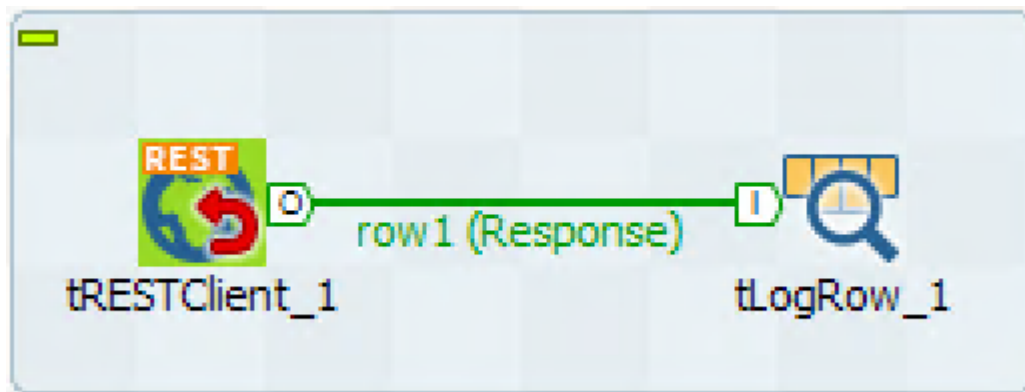 REST
O
I
row1 (Response)
tRESTClient_1
tLogRow_1